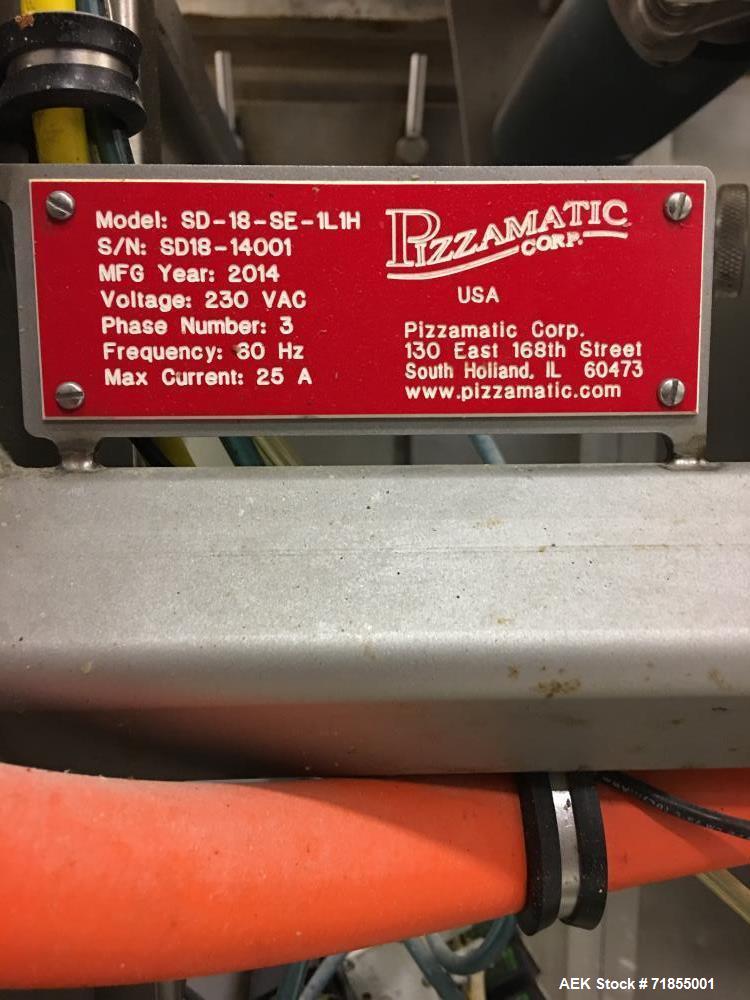 Model: SD-18-SE-1L1H
S/N: SD18-14001
MFG Year: 2014
Voltage: 230 VAC
Phase Number: 3
Frequency: 60 Hz
Max Current: 25 A
PIZZAMATIC
CORP.
USA
Pizzamatic Corp.
130 East 168th Street
South Holland, IL 60473
www.pizzamatic.com
AEK Stock # 71855001